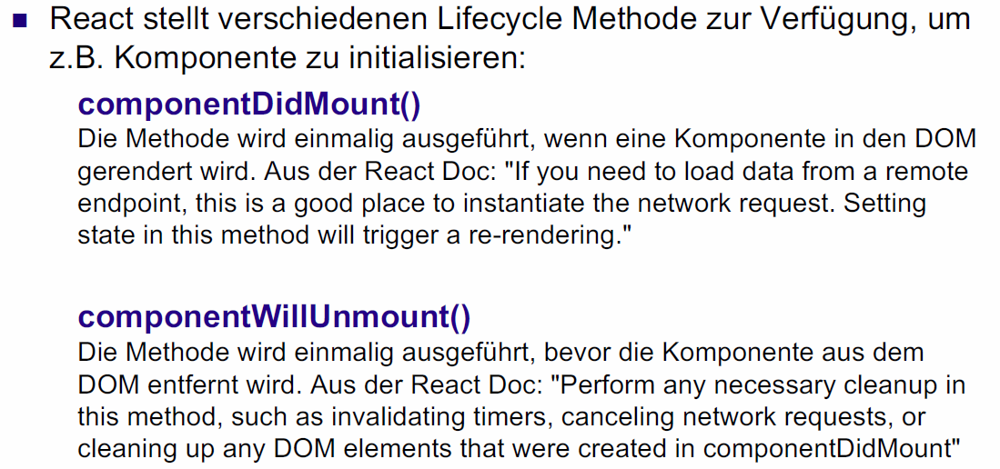 React stellt verschiedenen Lifecycle Methode zur Verfügung, um
z.B. Komponente zu initialisieren:
componentDidMount()
Die Methode wird einmalig ausgeführt, wenn eine Komponente in den DOM
gerendert wird. Aus der React Doc: "If you need to load data from a remote
endpoint, this is a good place to instantiate the network request. Setting
state in this method will trigger a re-rendering."
componentWillUnmount()
Die Methode wird einmalig ausgeführt, bevor die Komponente aus dem
DOM entfernt wird. Aus der React Doc: "Perform any necessary cleanup in
this method, such as invalidating timers, canceling network requests, or
cleaning up any DOM elements that were created in componentDidMount"